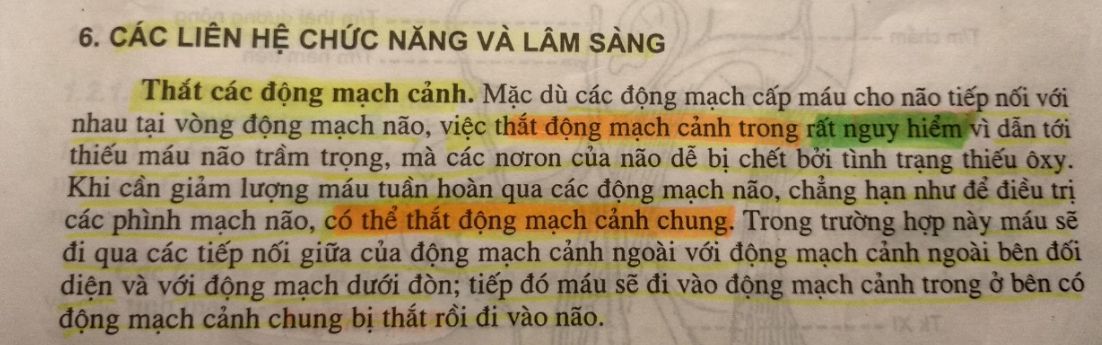 6. CÁC LIÊN HỆ CHỨC NĂNG VÀ LÂM SÀNG
Thắt các động mạch cảnh. Mặc dù các động mạch cấp máu cho não tiếp nối với
nhau tại vòng động mạch não, việc thắt động mạch cảnh trong rất nguy hiểm vì dẫn tới
thiếu máu não trầm trọng, mà các nơron của não dễ bị chết bởi tình trạng thiếu ôxy.
Khi cần giảm lượng máu tuần hoàn qua các động mạch não, chẳng hạn như để điều trị
các phình mạch não, có thể thắt động mạch cảnh chung. Trong trường hợp này máu sẽ
đi qua các tiếp nối giữa của động mạch cảnh ngoài với động mạch cảnh ngoài bên đối
diện và với động mạch dưới đòn; tiếp đó máu sẽ đi vào động mạch cảnh trong ở bên có
động mạch cảnh chung bị thắt rồi đi vào não.